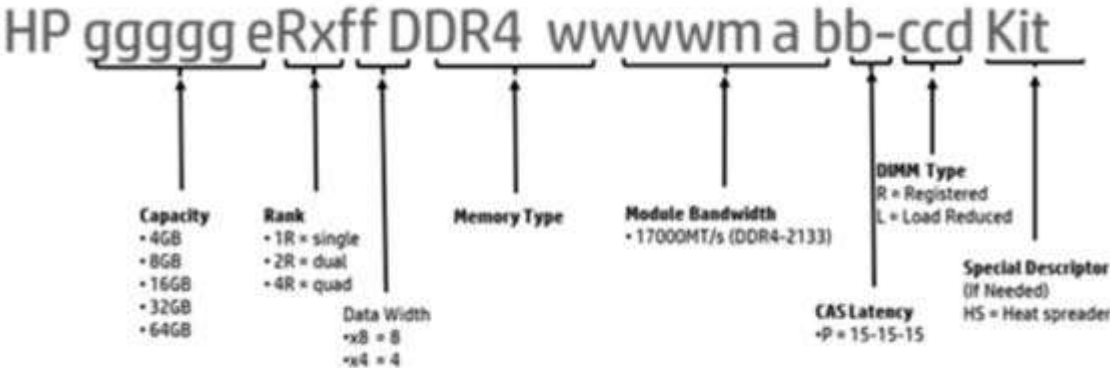 HP ggggg eRxff DDR4 wwwwm a bb-ccd Kit
Capacity
• 4GB
• 8GB
• 16GB
• 32GB
• 64GB
Rank
• 1R = single
• 2R = dual
• 4R = quad
Data Width
•x8 = 8
•x4 = 4
Memory Type
Module Bandwidth
• 17000MT/s (DDR4-2133)
CAS Latency
•P = 15-15-15
DIMM Type
R = Registered
L = Load Reduced
Special Descriptor
(If Needed)
HS = Heat spreader